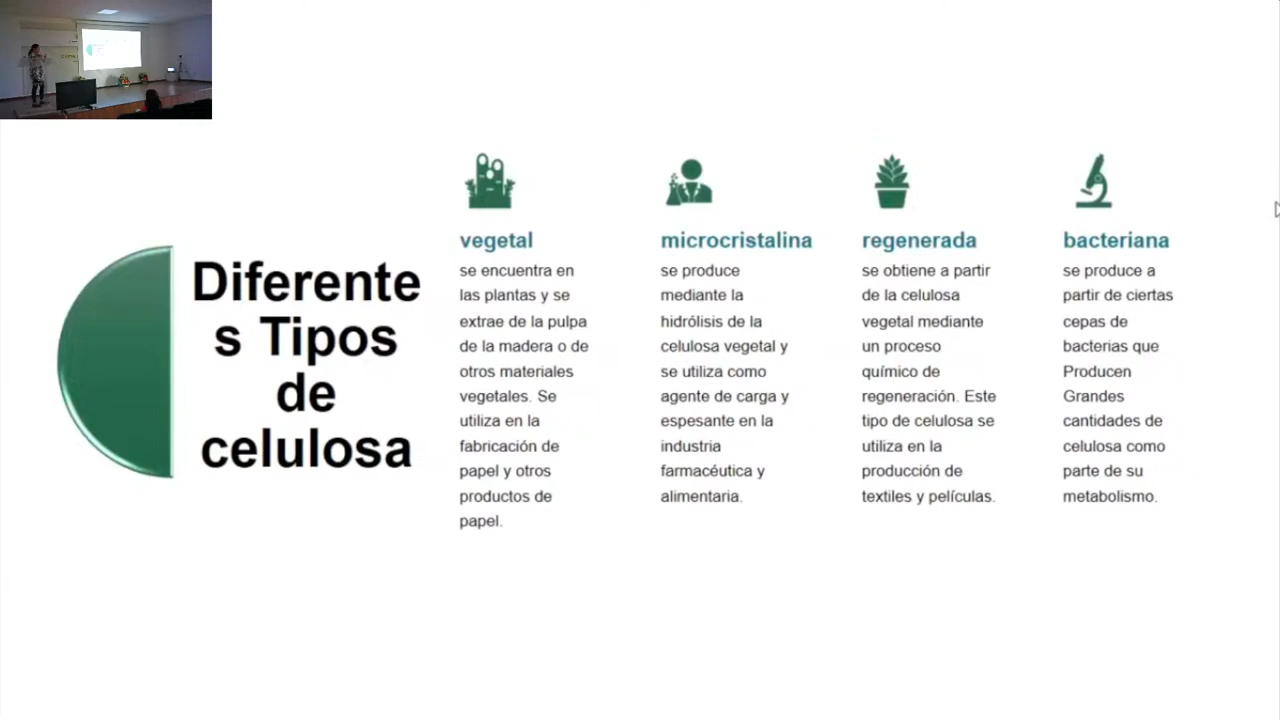 Diferente
s Tipos
de
celulosa
vegetal
se encuentra en
las plantas y se
extrae de la pulpa
de la madera o de
otros materiales
vegetales. Se
utiliza en la
fabricación de
papel y otros
productos de
papel.
microcristalina
se produce
mediante la
hidrólisis de la
celulosa vegetal y
se utiliza como
agente de carga y
espesante en la
industria
farmacéutica y
alimentaria.
regenerada
se obtiene a partir
de la celulosa
vegetal mediante
un proceso
químico de
regeneración. Este
tipo de celulosa se
utiliza en la
producción de
textiles y películas.
bacteriana
se produce a
partir de ciertas
cepas de
bacterias que
Producen
Grandes
cantidades de
celulosa como
parte de su
metabolismo.